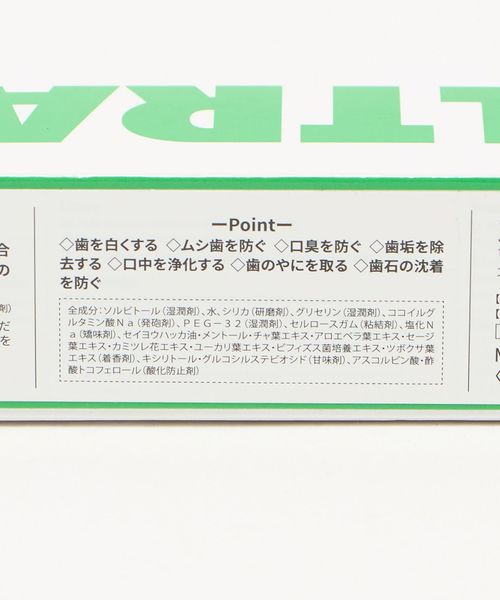 LTRA
ーPointー
◇歯を白くする ◇ムシ歯を防ぐ ◇口臭を防ぐ ◇歯垢を除
去する ◇口中を浄化する ◇歯のやにを取る ◇歯石の沈着
を防ぐ
全成分：ソルビトール（湿潤剤）、水、シリカ（研磨剤）、グリセリン（湿潤剤）、ココイルグ
ルタミン酸Ｎａ（発泡剤）、ＰＥＧ－３２（湿潤剤）、セルロースガム（粘結剤）、塩化Ｎ
ａ（矯味剤）、セイヨウハッカ油・メントール・チャ葉エキス・アロエベラ葉エキス・セージ
葉エキス・カミツレ花エキス・ユーカリ葉エキス・ビフィズス菌培養エキス・ツボクサ葉
エキス（着香剤）、キシリトール・グルコシルステビオシド（甘味剤）、アスコルビン酸・酢
酸トコフェロール（酸化防止剤）
合
の
剤）
だ
を